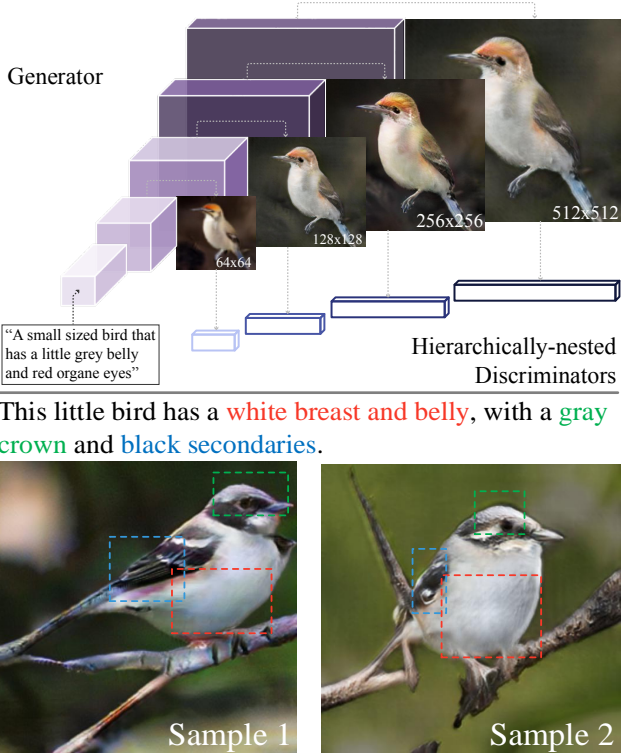 Generator
64x64
128x128
256x256
512x512
“A small sized bird that
has a little grey belly
and red organe eyes”
Hierarchically-nested
Discriminators
This little bird has a white breast and belly, with a gray
crown and black secondaries.
Sample 1
Sample 2